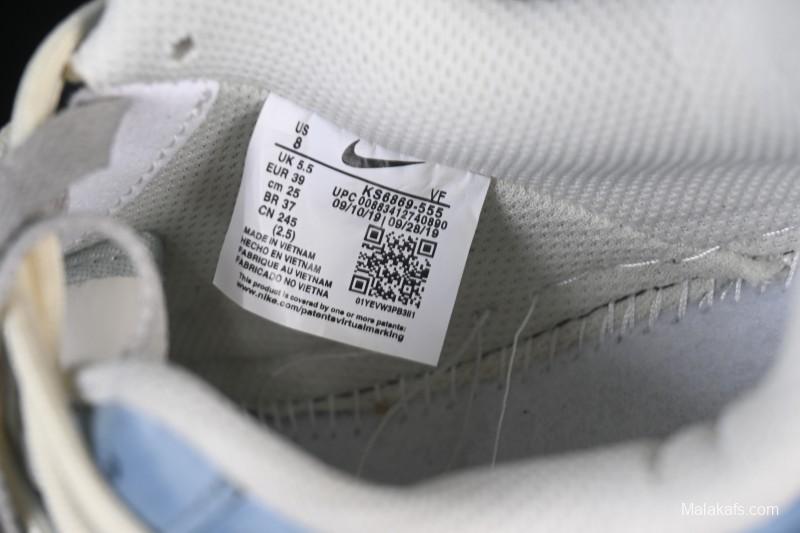 US
8
UK 5.5
EUR 39
cm 25
BR 37
CN 245
(2.5)
VF
KS6869-555
UPC 00883412740890
09/10/19 | 09/28/19
MADE IN VIETNAM
HECHO EN VIETNAM
FABRIQUE AU VIETNAM
FABRICADO NO VIETNA
This product is covered by one or more patents:
www.nike.com/patentsvirtualmarking
01YEVW3PB3I1
Malakafs.com